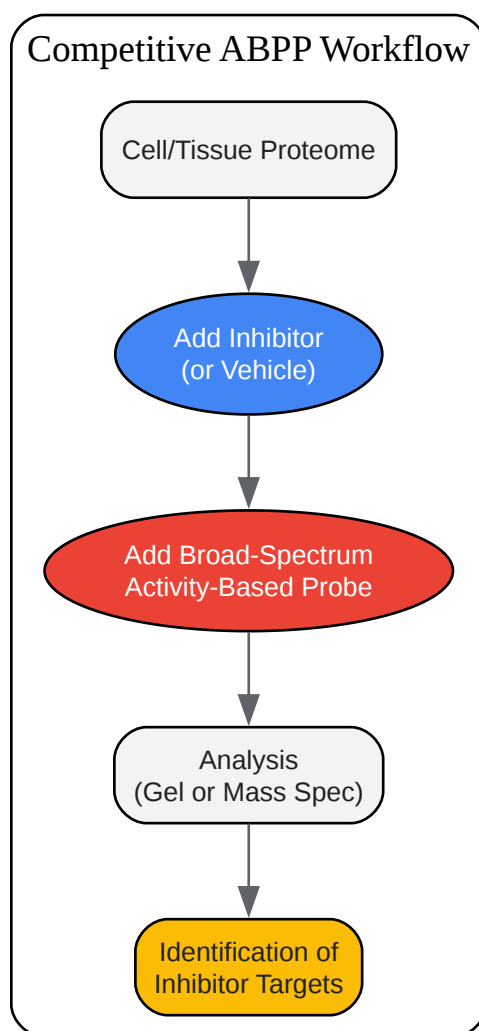 Competitive ABPP Workflow
Cell/Tissue Proteome
Add Inhibitor
(or Vehicle)
Add Broad-Spectrum
Activity-Based Probe
Analysis
(Gel or Mass Spec)
Identification of
Inhibitor Targets